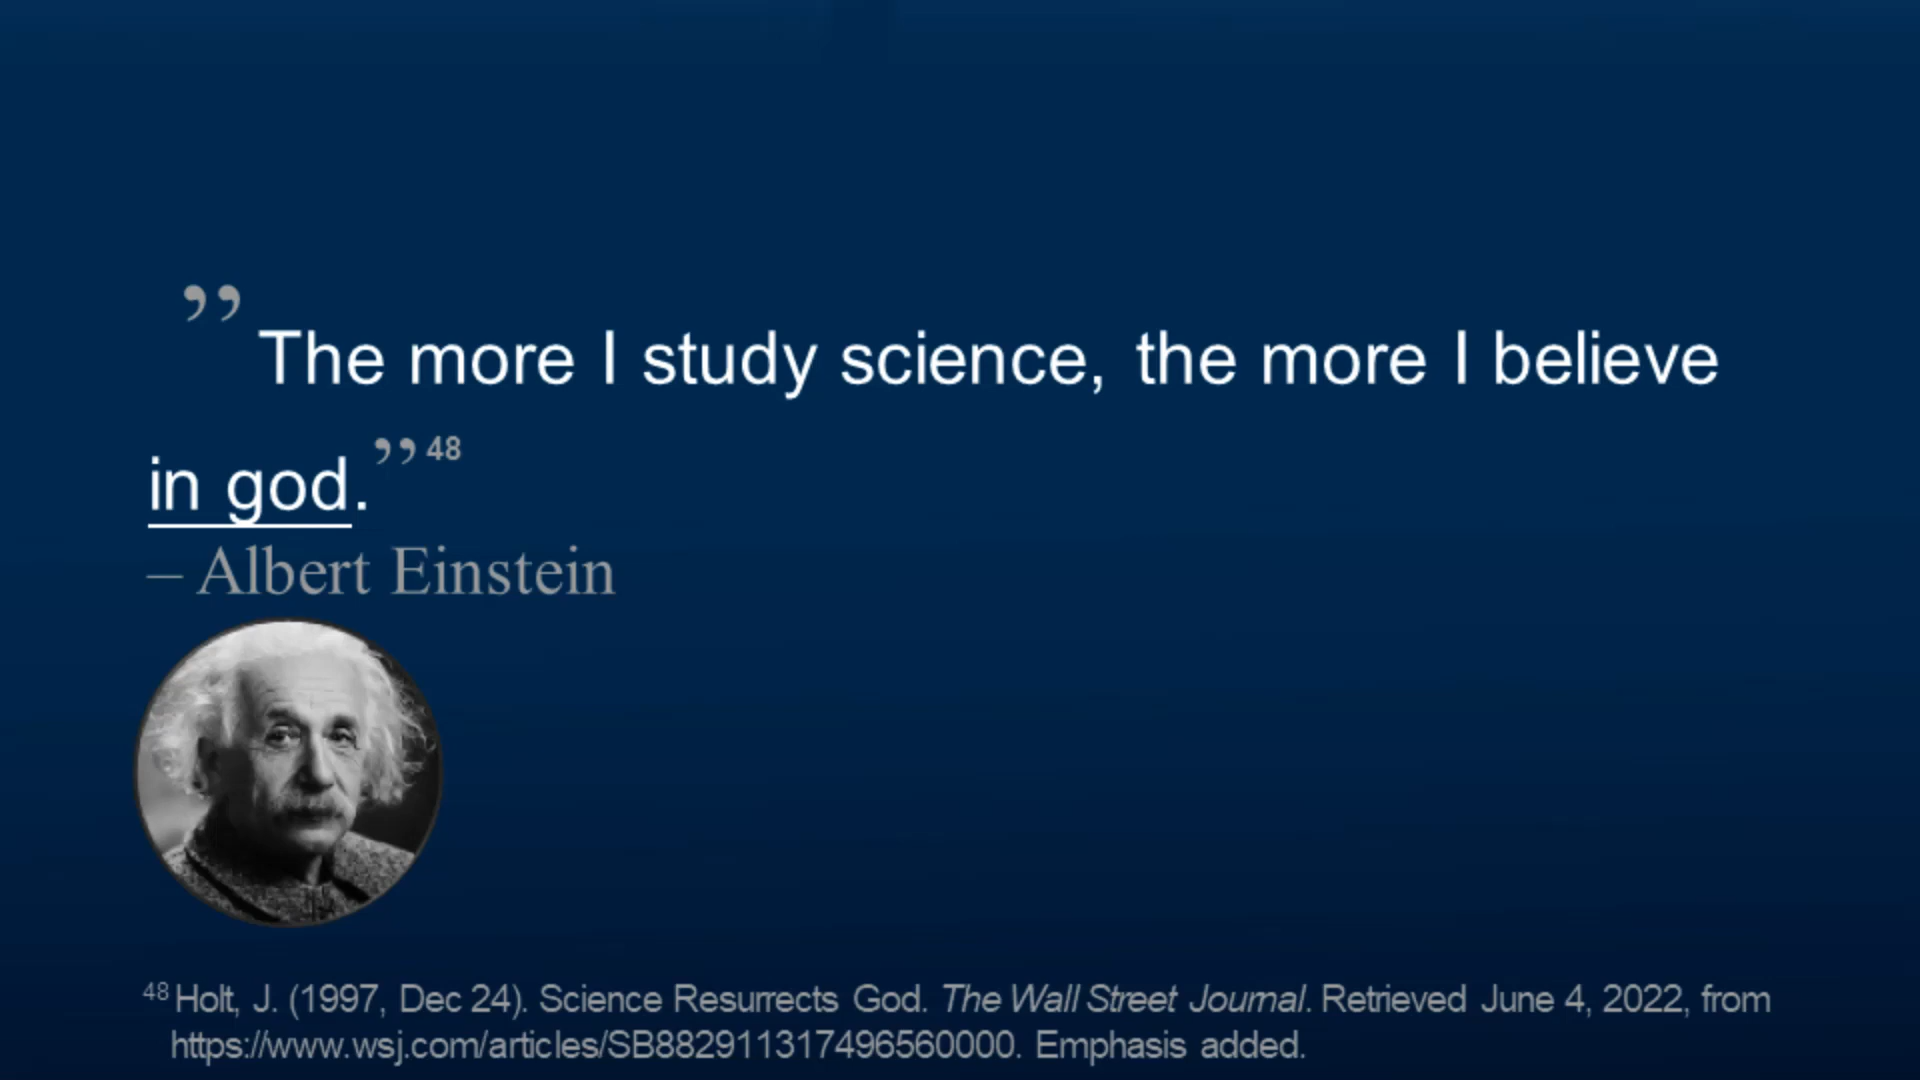 ”The more I study science, the more I believe
in god.”48
– Albert Einstein
48 Holt, J. (1997, Dec 24). Science Resurrects God. The Wall Street Journal. Retrieved June 4, 2022, from
https://www.wsj.com/articles/SB882911317496560000. Emphasis added.